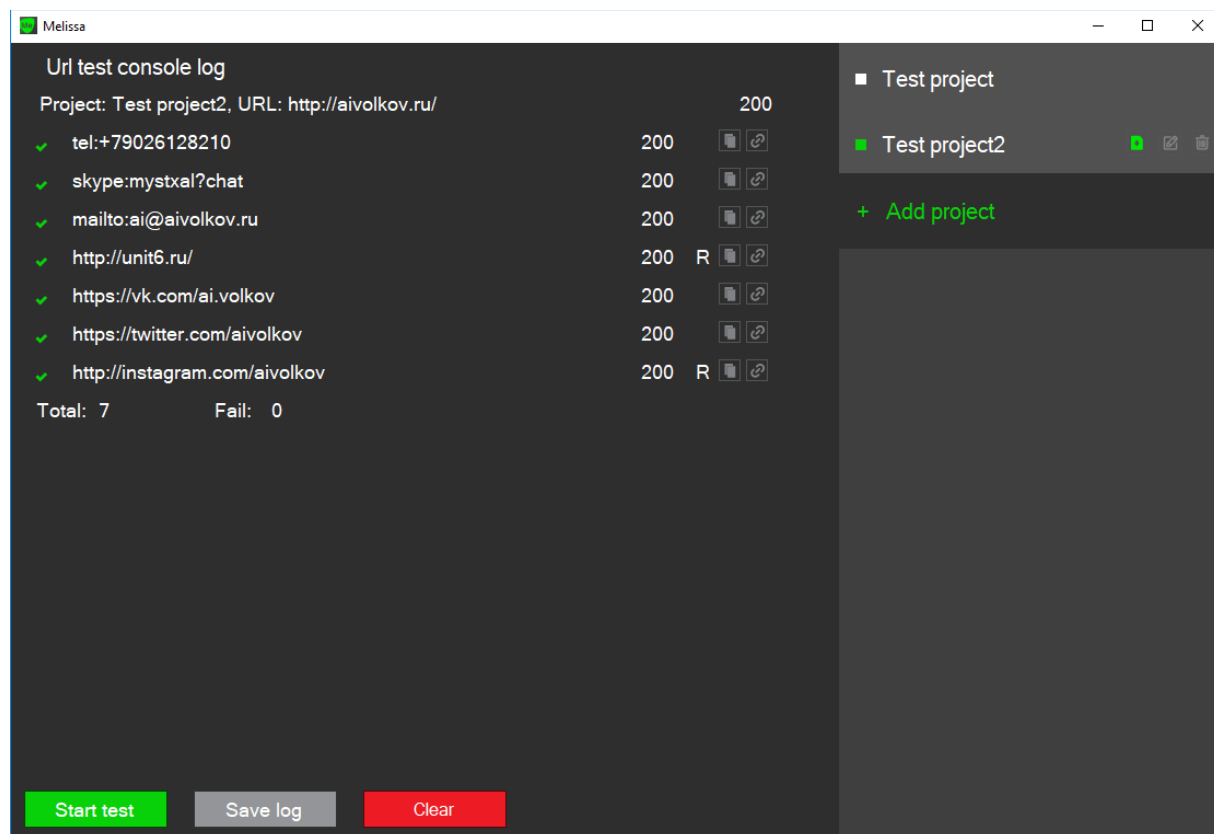 Melissa
Url test console log
Project: Test project2, URL: http://aivolkov.ru/ 200
tel:+79026128210 200
skype:mystxal?chat 200
mailto:ai@aivolkov.ru 200
http://unit6.ru/ 200 R
https://vk.com/ai.volkov 200
https://twitter.com/aivolkov 200
http://instagram.com/aivolkov 200 R
Total: 7 Fail: 0
Start test Save log Clear
Test project
Test project2
+ Add project